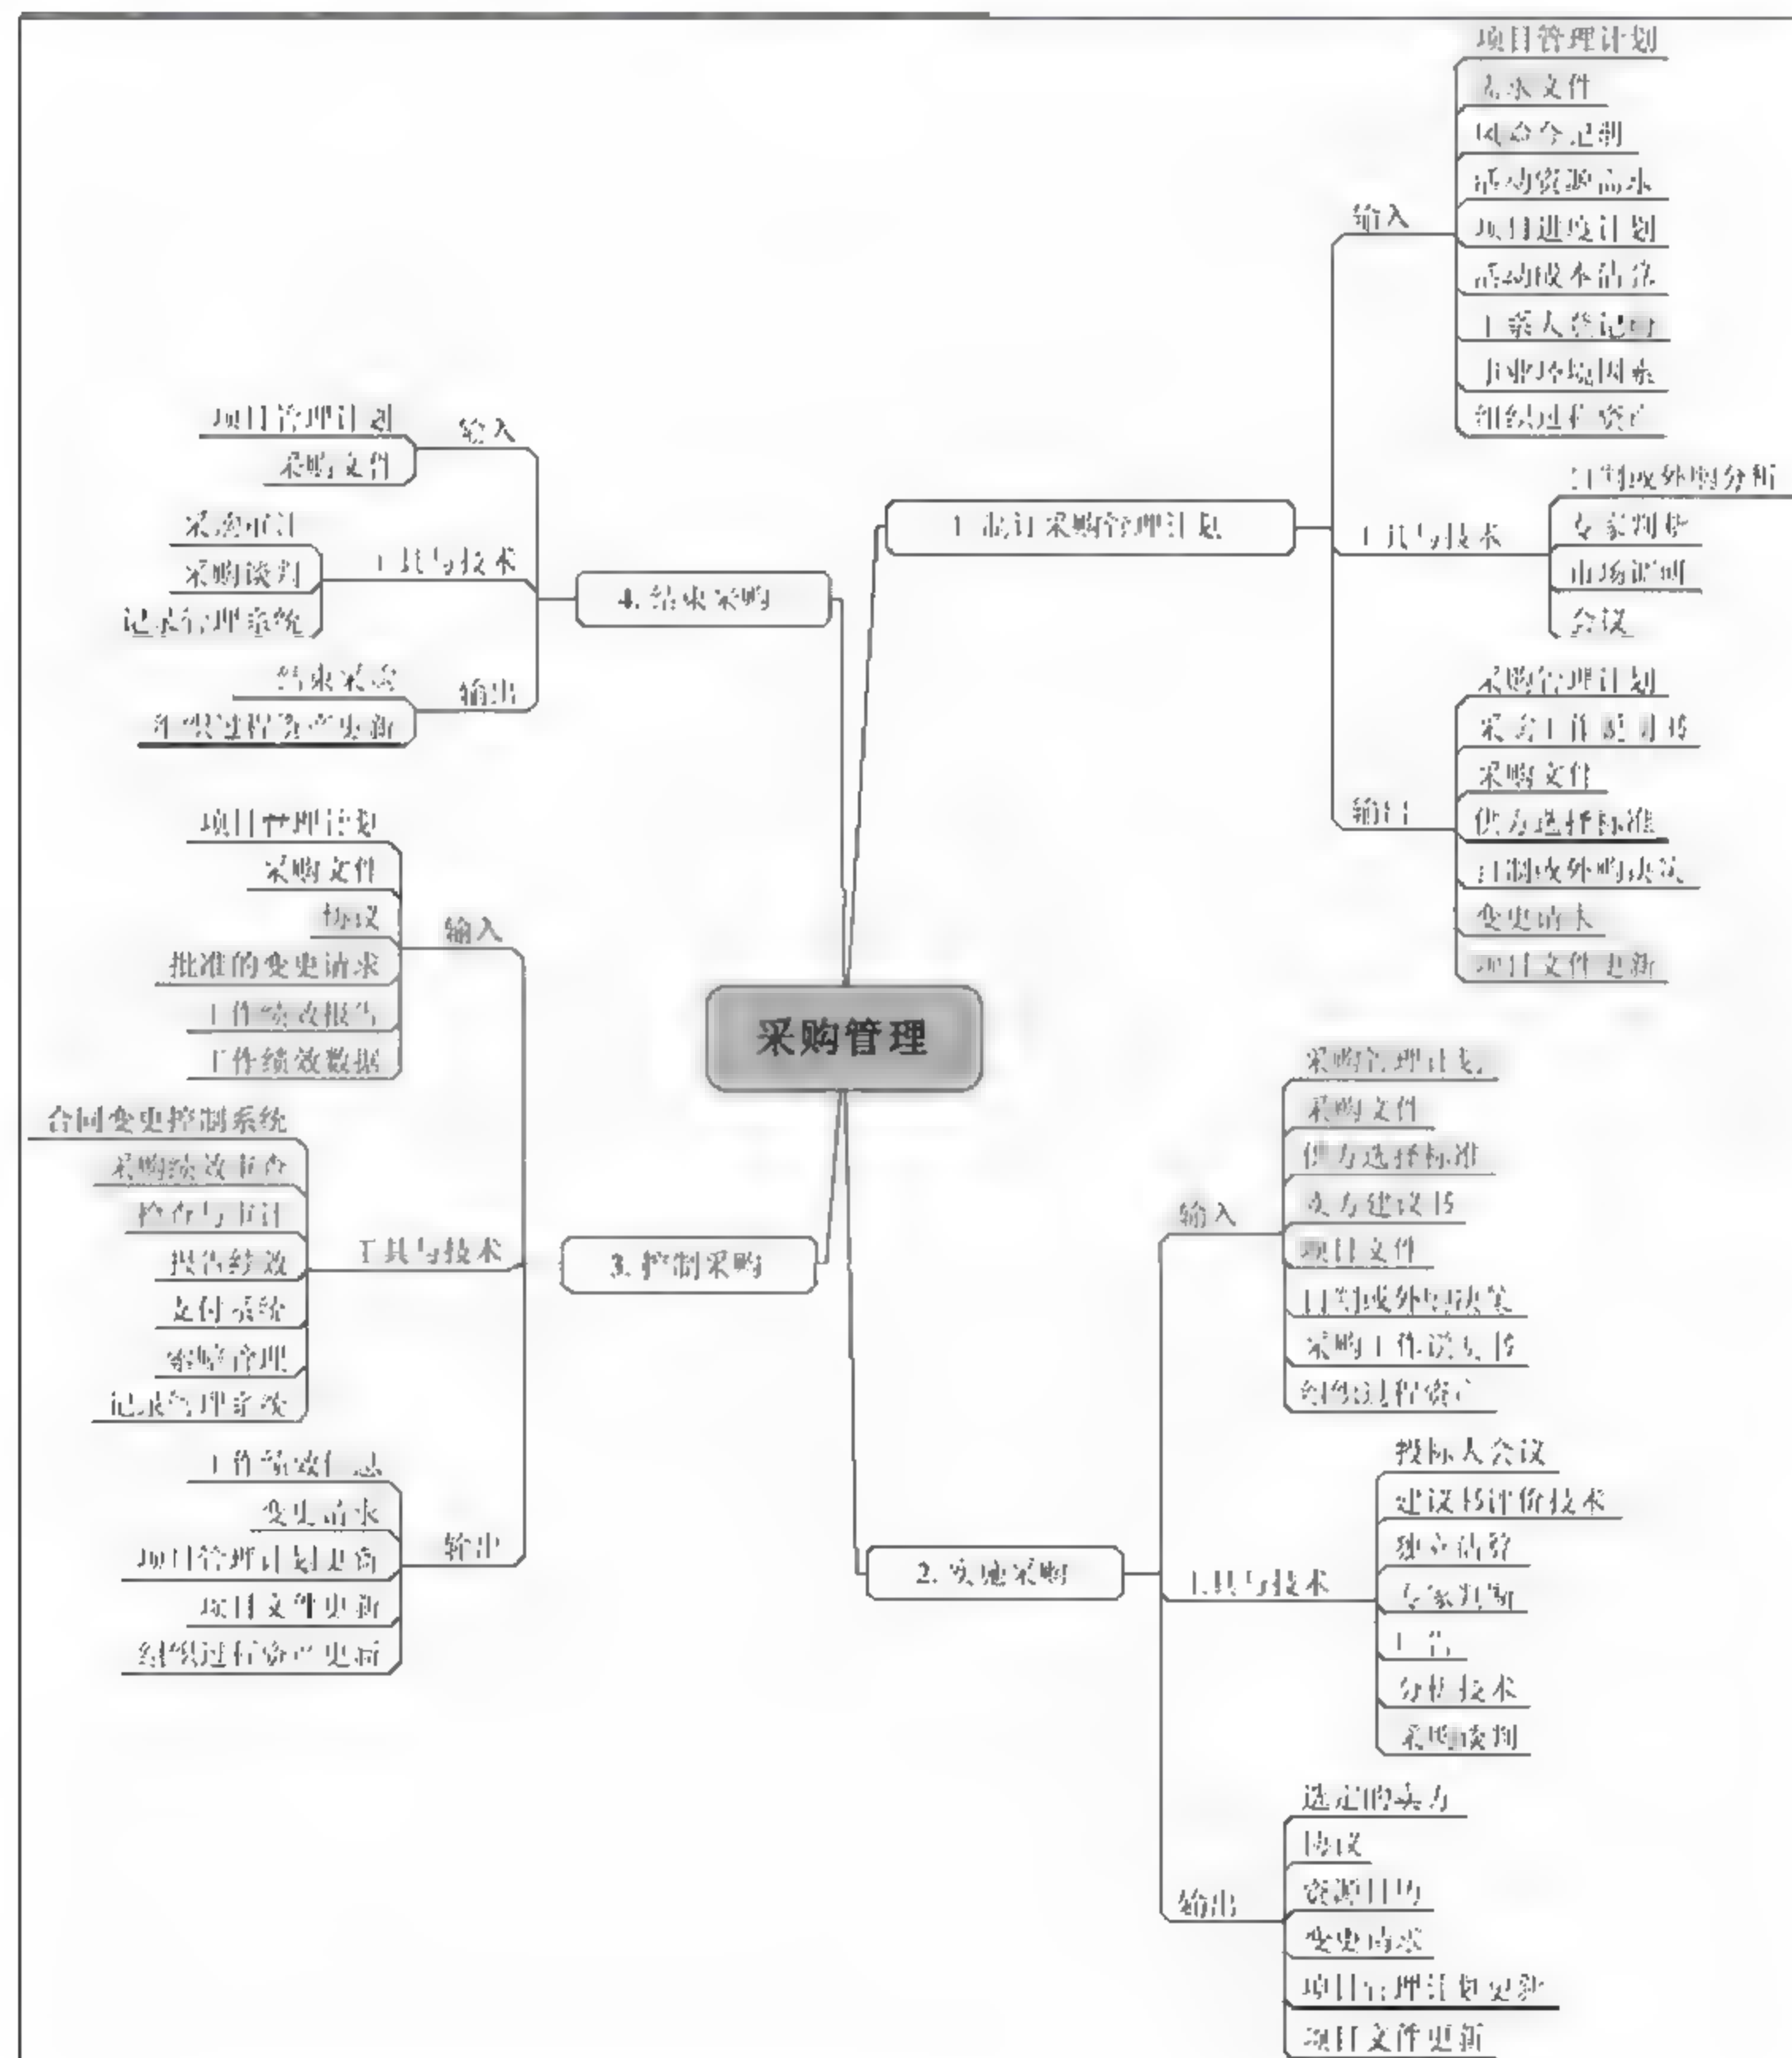 采购管理
1. 制订采购管理计划
输入
项目管理计划
需求文件
风险登记册
活动资源需求
项目进度计划
活动成本估算
干系人登记册
事业环境因素
组织过程资产
工具与技术
自制或外购分析
专家判断
市场调研
会议
输出
采购管理计划
采购工作说明书
采购文件
供方选择标准
自制或外购决策
变更请求
项目文件更新
2. 实施采购
输入
采购管理计划
采购文件
供方选择标准
卖方建议书
项目文件
自制或外购决策
采购工作说明书
组织过程资产
工具与技术
投标人会议
建议书评价技术
独立估算
专家判断
广告
分析技术
采购谈判
输出
选定的卖方
协议
资源日历
变更请求
项目管理计划更新
项目文件更新
3. 控制采购
输入
项目管理计划
采购文件
协议
批准的变更请求
工作绩效报告
工作绩效数据
工具与技术
合同变更控制系统
采购绩效审查
检查与审计
报告绩效
支付系统
索赔管理
记录管理系统
输出
工作绩效信息
变更请求
项目管理计划更新
项目文件更新
组织过程资产更新
4. 结束采购
输入
项目管理计划
采购文件
工具与技术
采购审计
采购谈判
记录管理系统
输出
结束采购
组织过程资产更新